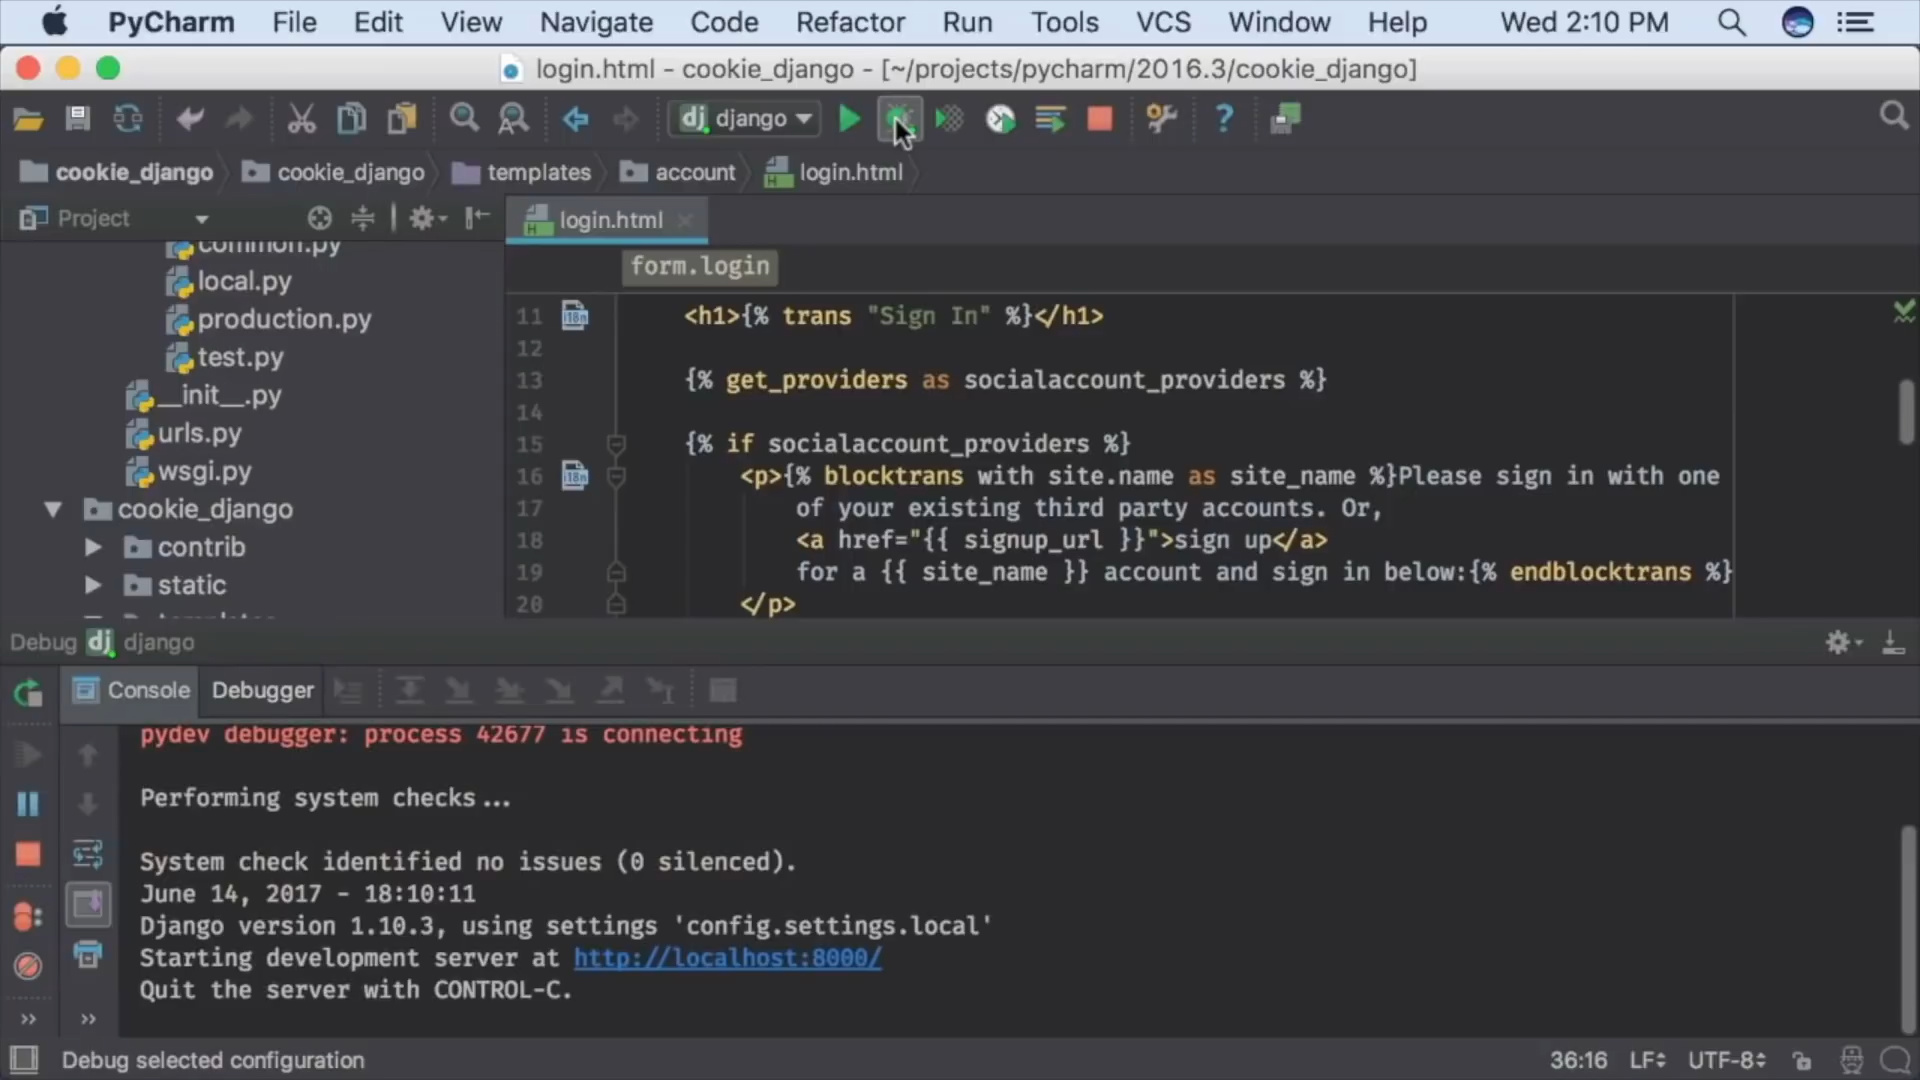 PyCharm File Edit View Navigate Code Refactor Run Tools VCS Window Help Wed 2:10 PM
login.html - cookie_django - [~/projects/pycharm/2016.3/cookie_django]
dj django ?
cookie_django cookie_django templates account login.html
Project login.html
form.login
common.py
local.py
production.py
test.py
__init__.py
urls.py
wsgi.py
cookie_django
contrib
static
11 <h1>{% trans "Sign In" %}</h1>
12
13 {% get_providers as socialaccount_providers %}
14
15 {% if socialaccount_providers %}
16 <p>{% blocktrans with site.name as site_name %}Please sign in with one
17 of your existing third party accounts. Or,
18 <a href="{{ signup_url }}">sign up</a>
19 for a {{ site_name }} account and sign in below:{% endblocktrans %}
20 </p>
Debug dj django
Console Debugger
pydev debugger: process 42677 is connecting
Performing system checks...
System check identified no issues (0 silenced).
June 14, 2017 - 18:10:11
Django version 1.10.3, using settings 'config.settings.local'
Starting development server at http://localhost:8000/
Quit the server with CONTROL-C.
Debug selected configuration 36:16 LF UTF-8